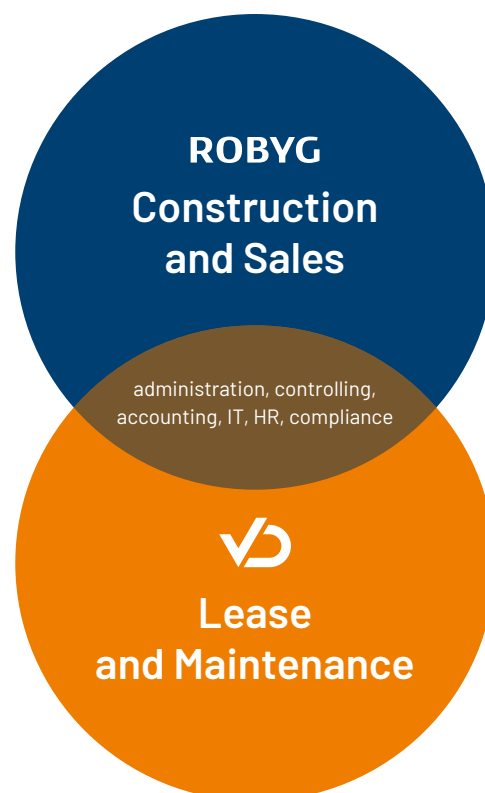 ROBYG
Construction
and Sales
administration, controlling,
accounting, IT, HR, compliance
Lease
and Maintenance